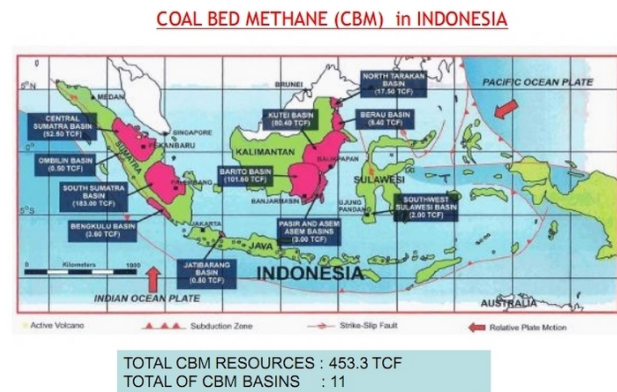 COAL BED METHANE (CBM) in INDONESIA
NORTH TARAKAN
BASIN
(17.50 TCF)
PACIFIC OCEAN PLATE
BRUNEI
MEDAN
CENTRAL
SUMATRA BASIN
(52.50 TCF)
KUTEI BASIN
(80.40 TCF)
BERAU BASIN
(8.40 TCF)
SINGAPORE
PEKANBARU
KALIMANTAN
OMBILIN BASIN
(0.50 TCF)
SUMATRA
BALIKPAPAN
SULAWESI
SOUTH SUMATRA
BASIN
(183.00 TCF)
PALEMBANG
BARITO BASIN
(101.60 TCF)
BANJARMASIN
UJUNG
PANDANG
SOUTHWEST
SULAWESI BASIN
(2.00 TCF)
BENGKULU BASIN
(3.60 TCF)
JAKARTA
PASIR AND ASEM
ASEM BASINS
(3.00 TCF)
JAVA
JATIBARANG
BASIN
(0.80 TCF)
INDONESIA
Kilometers
0
1000
INDIAN OCEAN PLATE
AUSTRALIA
Active Volcano
Subduction Zone
Strike-Slip Fault
Relative Plate Motion
TOTAL CBM RESOURCES : 453.3 TCF
TOTAL OF CBM BASINS : 11